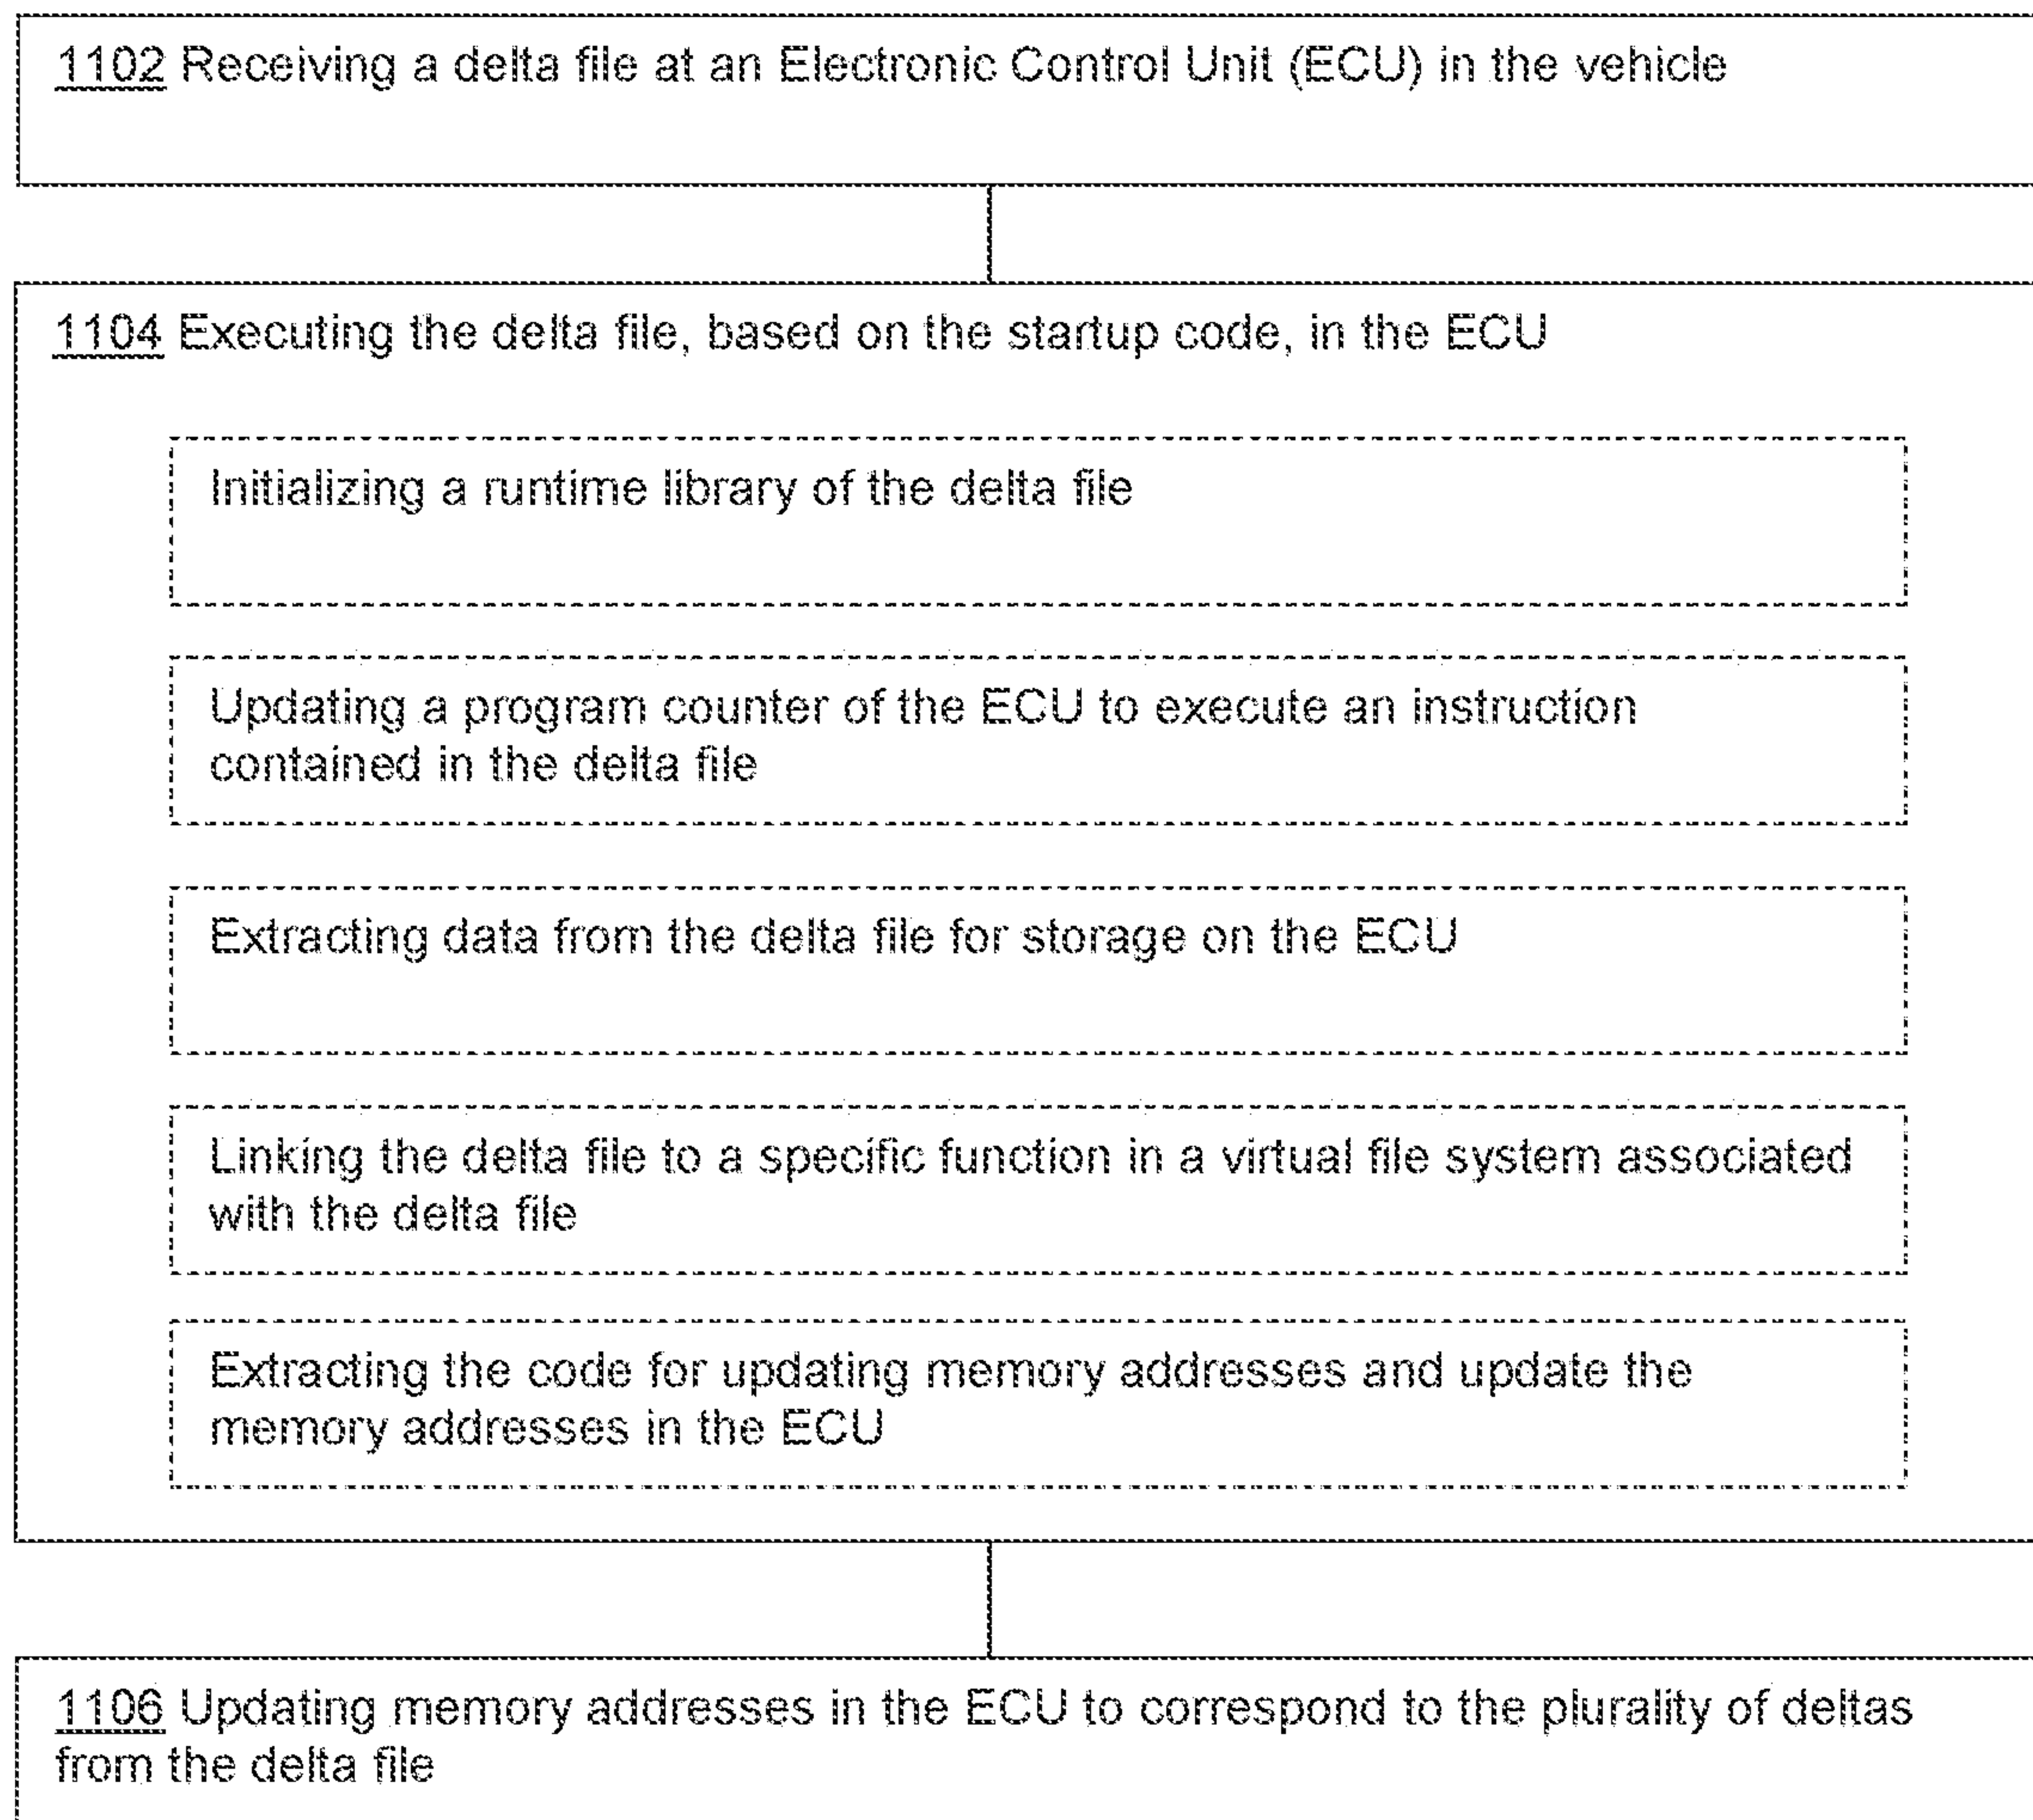 1102 Receiving a delta file at an Electronic Control Unit (ECU) in the vehicle
1104 Executing the delta file, based on the startup code, in the ECU
Initializing a runtime library of the delta file
Updating a program counter of the ECU to execute an instruction
contained in the delta file
Extracting data from the delta file for storage on the ECU
Linking the delta file to a specific function in a virtual file system associated
with the delta file
Extracting the code for updating memory addresses and update the
memory addresses in the ECU
1106 Updating memory addresses in the ECU to correspond to the plurality of deltas
from the delta file